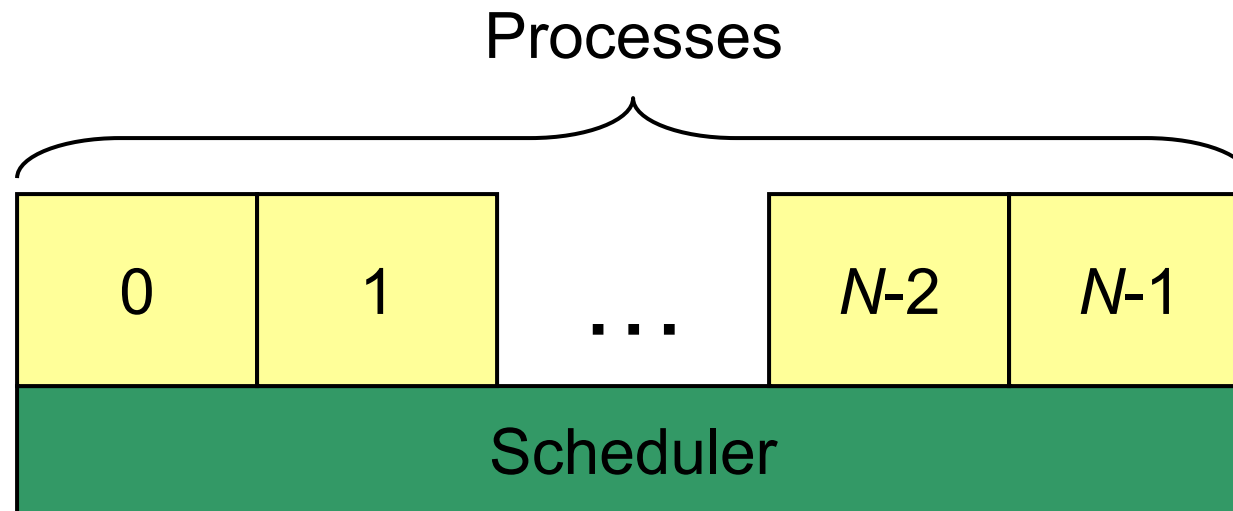 Processes
0 1 ... N-2 N-1
Scheduler